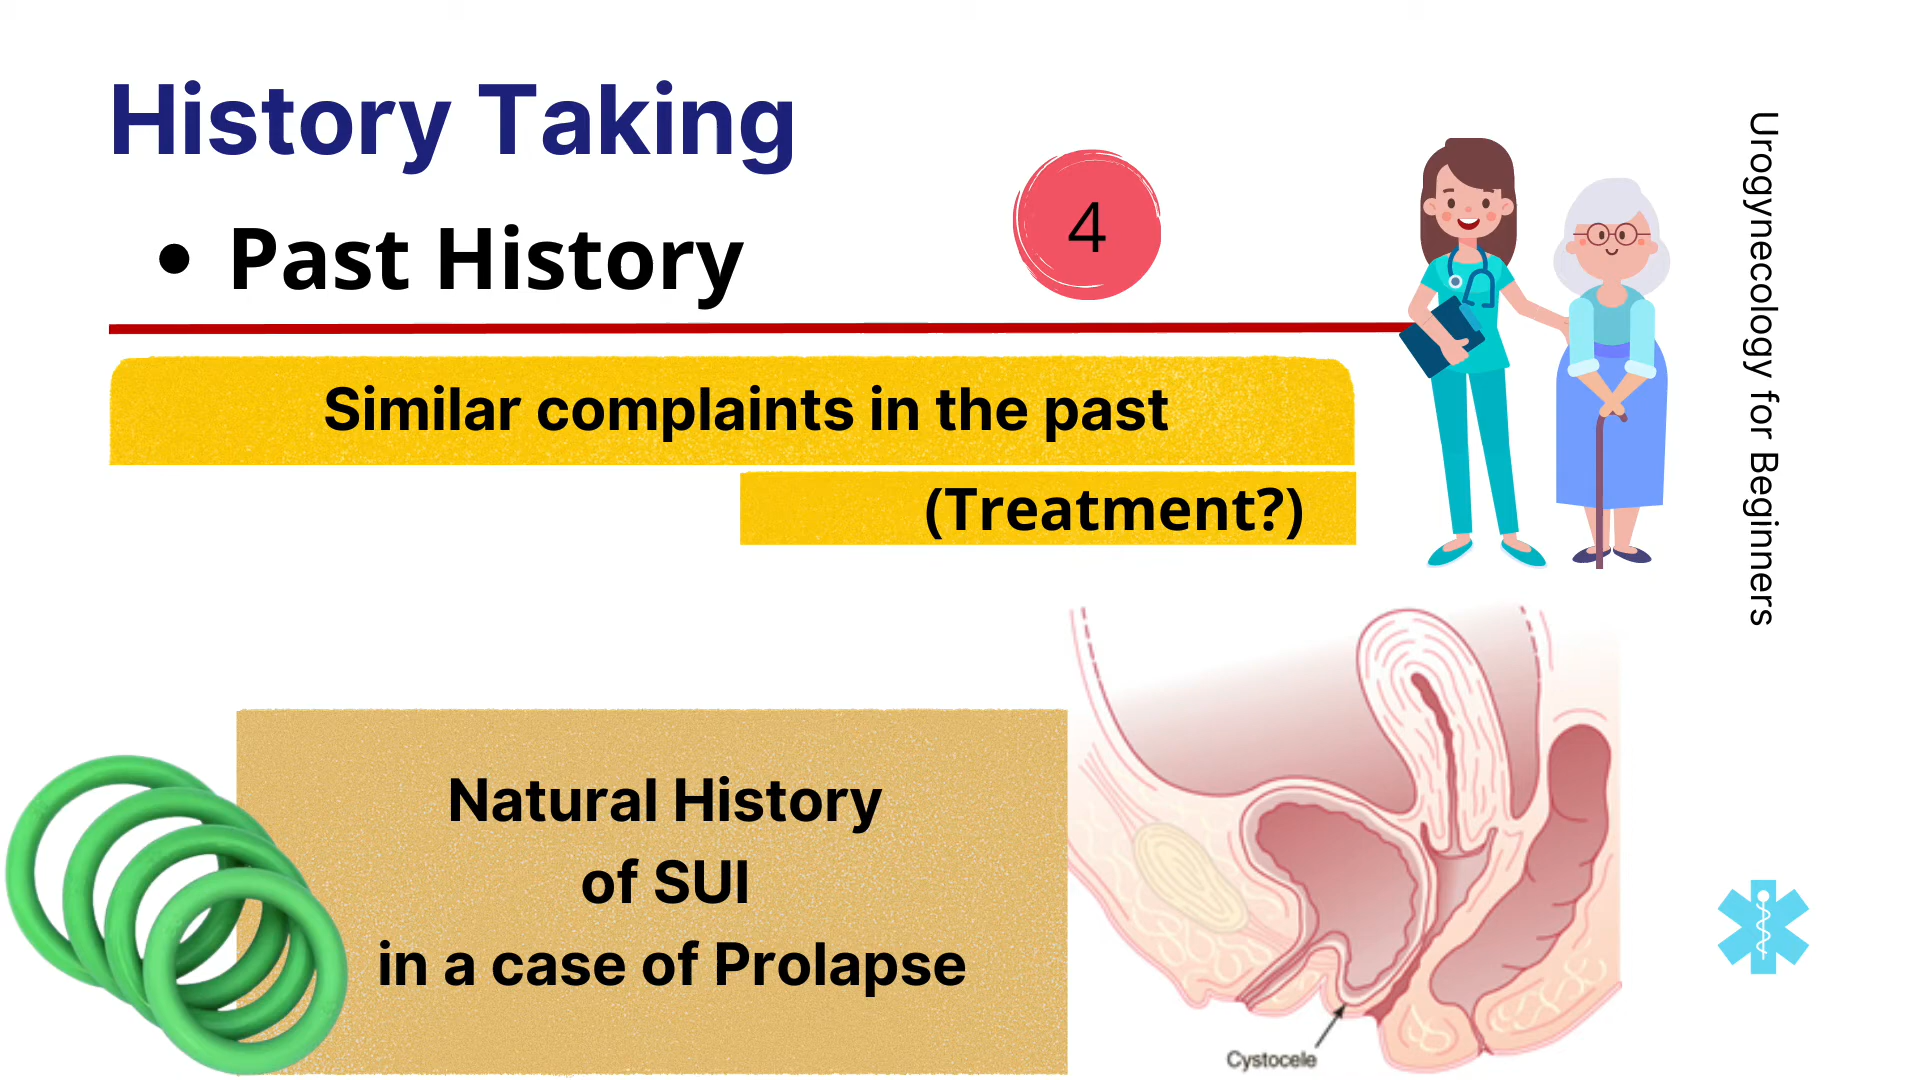 History Taking
• Past History
4
Similar complaints in the past
(Treatment?)
Natural History
of SUI
in a case of Prolapse
Cystocele
Urogynecology for Beginners